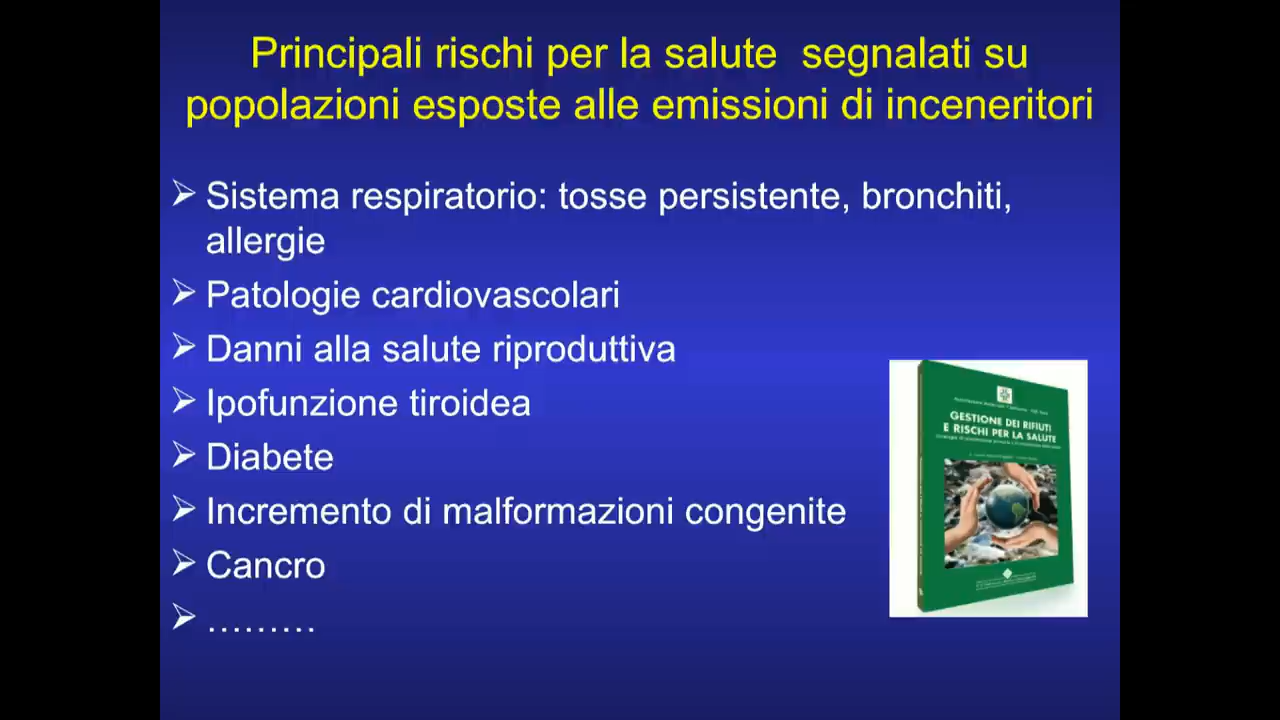 Principali rischi per la salute segnalati su
popolazioni esposte alle emissioni di inceneritori
➢ Sistema respiratorio: tosse persistente, bronchiti,
allergie
➢ Patologie cardiovascolari
➢ Danni alla salute riproduttiva
➢ Ipofunzione tiroidea
➢ Diabete
➢ Incremento di malformazioni congenite
➢ Cancro
➢ ………
GESTIONE DEI RIFIUTI
E RISCHI PER LA SALUTE